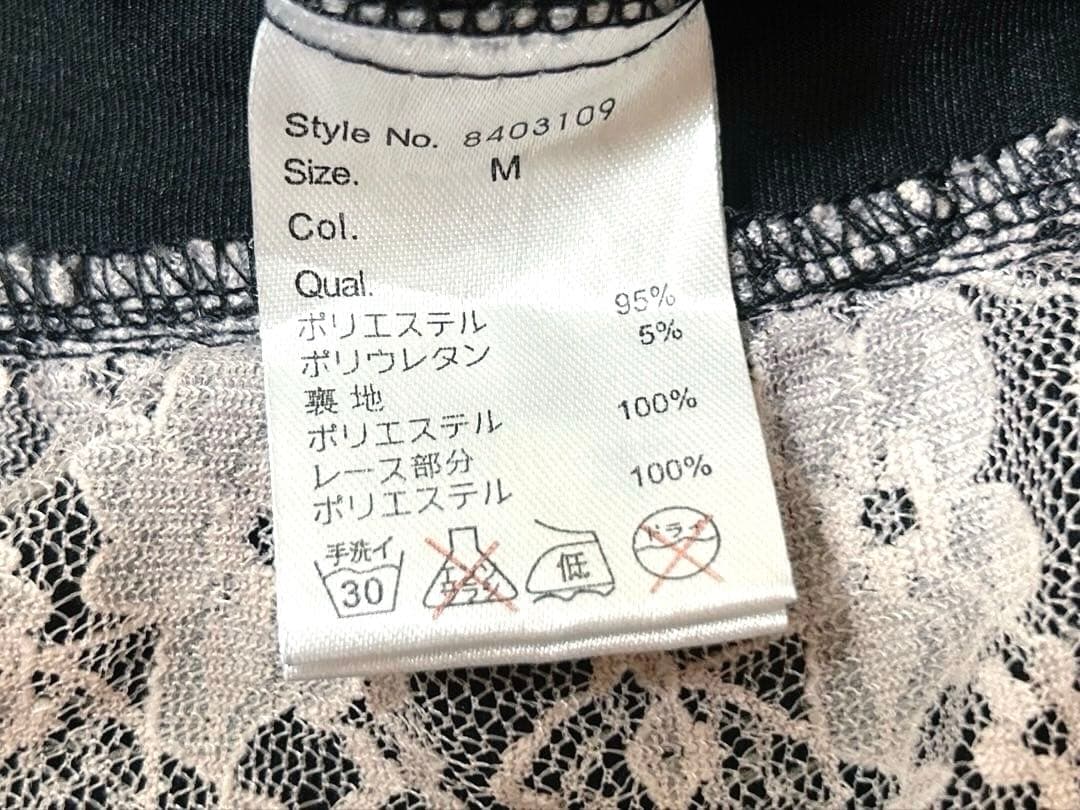 Style No. 8403109
Size. M
Col.
Qual.
ポリエステル 95%
ポリウレタン 5%
裏地
ポリエステル 100%
レース部分
ポリエステル 100%
手洗イ
30
エンソ
サラシ
低
ドライ